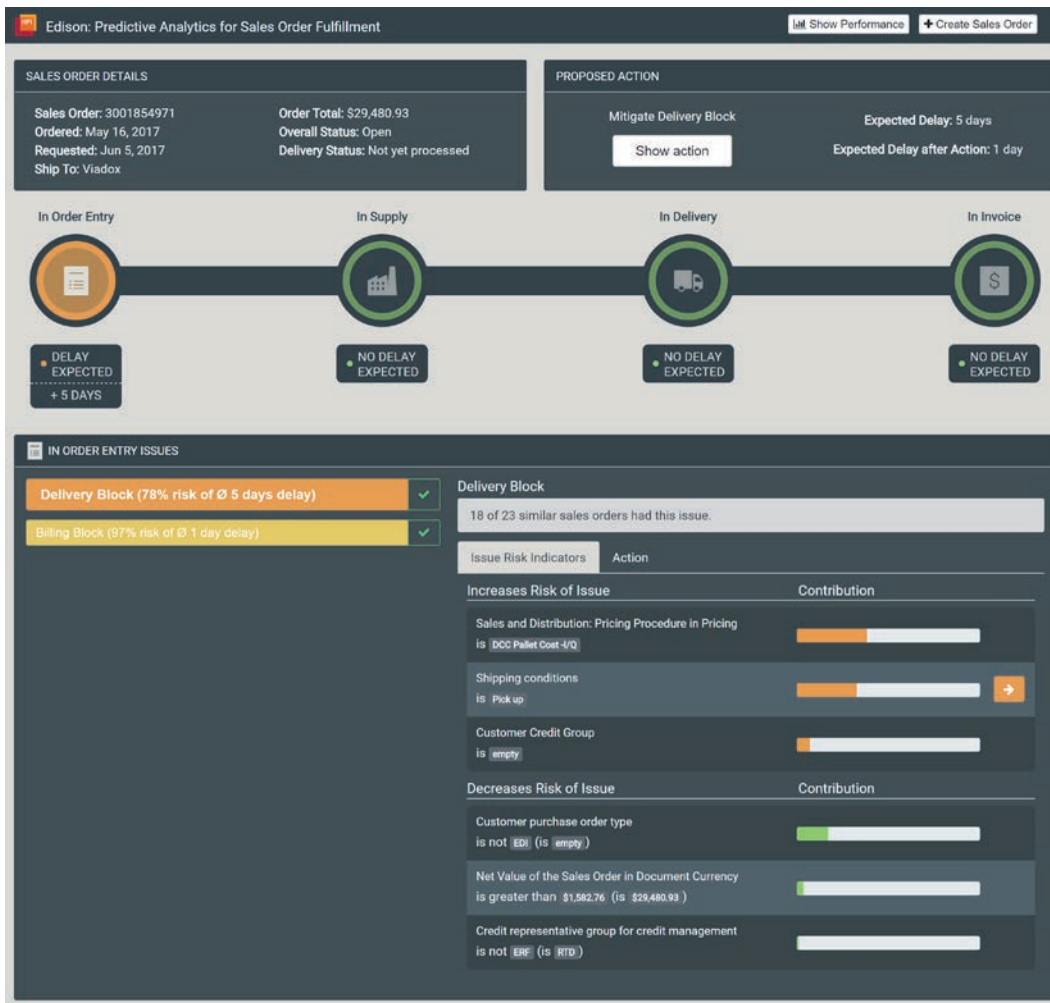 Edison: Predictive Analytics for Sales Order Fulfillment
Show Performance
Create Sales Order
SALES ORDER DETAILS
Sales Order: 3001854971
Ordered: May 16, 2017
Requested: Jun 5, 2017
Ship To: Viadox
Order Total: $29,480.93
Overall Status: Open
Delivery Status: Not yet processed
PROPOSED ACTION
Mitigate Delivery Block
Show action
Expected Delay: 5 days
Expected Delay after Action: 1 day
In Order Entry
In Supply
In Delivery
In Invoice
$
DELAY
EXPECTED
+ 5 DAYS
NO DELAY
EXPECTED
NO DELAY
EXPECTED
NO DELAY
EXPECTED
IN ORDER ENTRY ISSUES
Delivery Block (78% risk of Ø 5 days delay)
Billing Block (97% risk of Ø 1 day delay)
Delivery Block
18 of 23 similar sales orders had this issue.
Issue Risk Indicators
Action
Increases Risk of Issue
Contribution
Sales and Distribution: Pricing Procedure in Pricing
is DCC Pallet Cost -I/Q
Shipping conditions
is Pick up
Customer Credit Group
is empty
Decreases Risk of Issue
Contribution
Customer purchase order type
is not EDI (is empty)
Net Value of the Sales Order in Document Currency
is greater than $1,582.76 (is $29,480.93)
Credit representative group for credit management
is not ERF (is RTD)